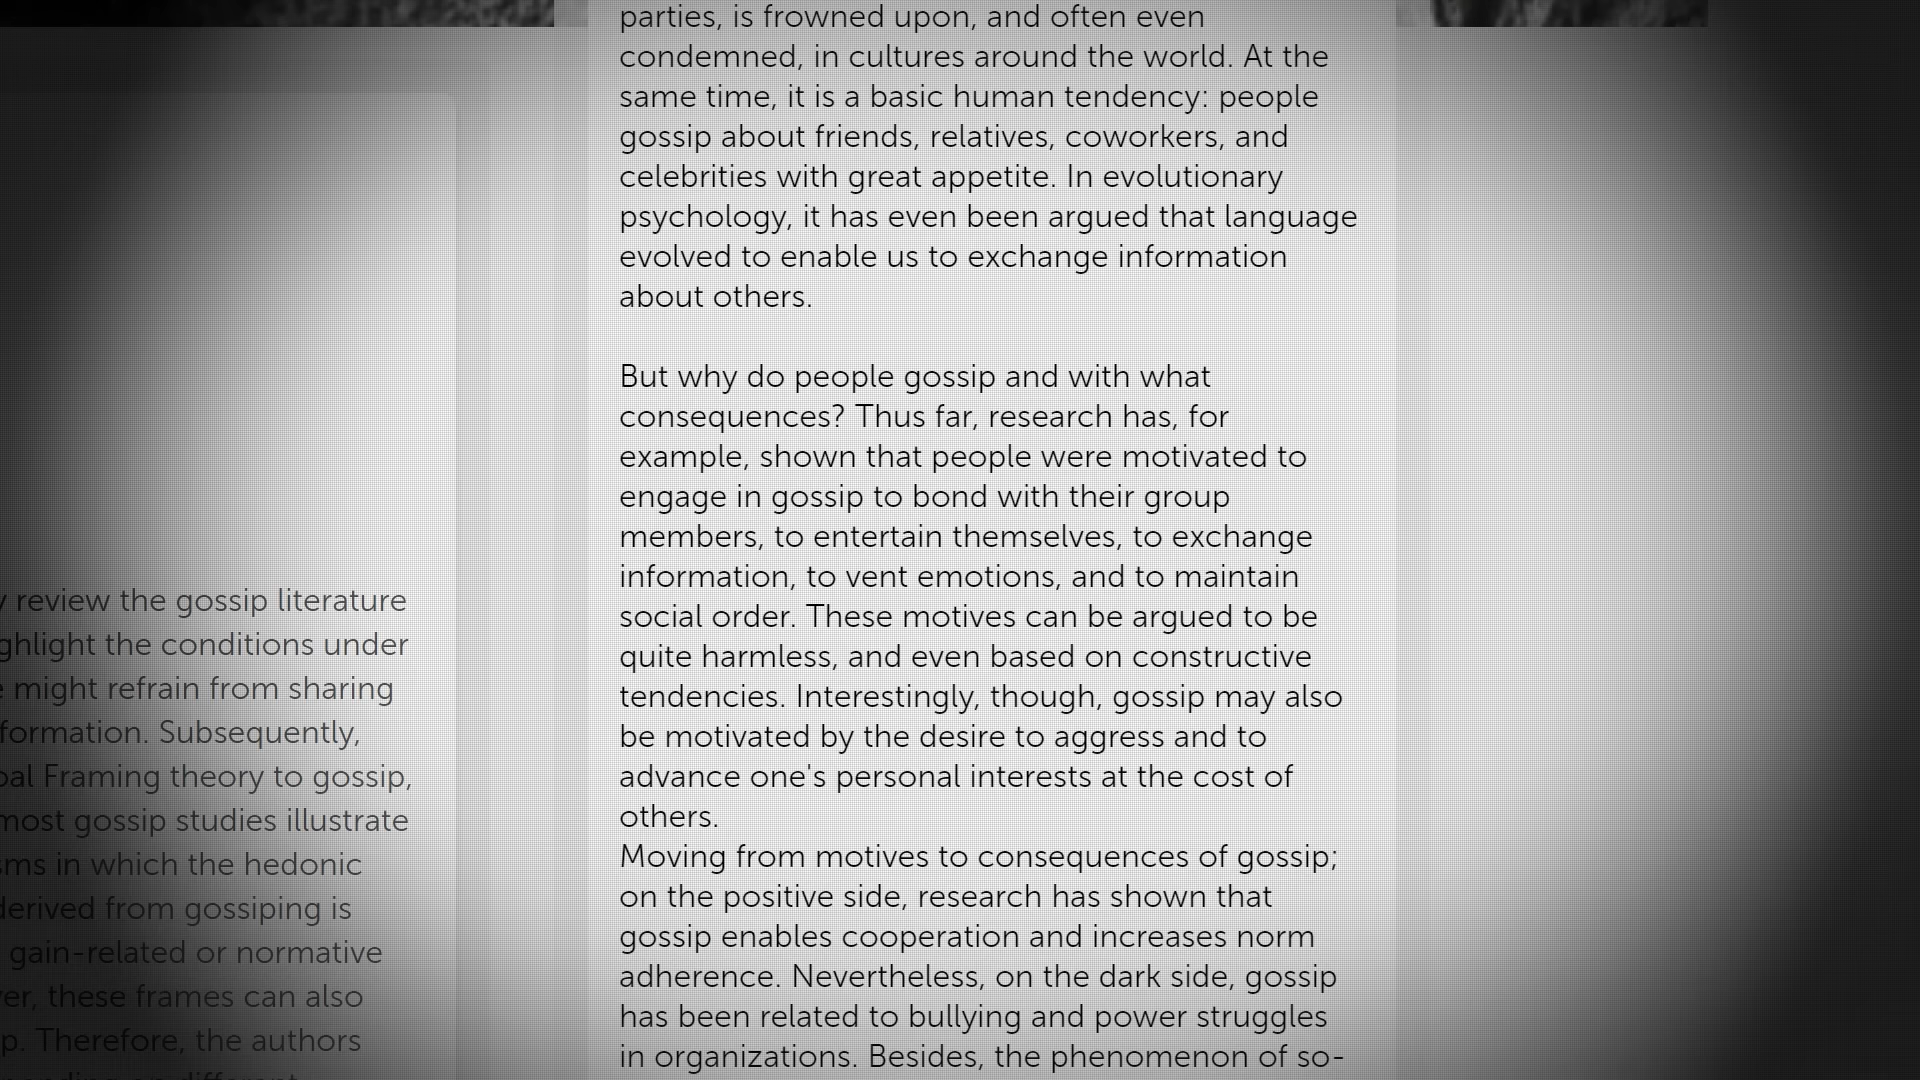 parties, is frowned upon, and often even
condemned, in cultures around the world. At the
same time, it is a basic human tendency: people
gossip about friends, relatives, coworkers, and
celebrities with great appetite. In evolutionary
psychology, it has even been argued that language
evolved to enable us to exchange information
about others.
But why do people gossip and with what
consequences? Thus far, research has, for
example, shown that people were motivated to
engage in gossip to bond with their group
members, to entertain themselves, to exchange
information, to vent emotions, and to maintain
social order. These motives can be argued to be
quite harmless, and even based on constructive
tendencies. Interestingly, though, gossip may also
be motivated by the desire to aggress and to
advance one's personal interests at the cost of
others.
Moving from motives to consequences of gossip;
on the positive side, research has shown that
gossip enables cooperation and increases norm
adherence. Nevertheless, on the dark side, gossip
has been related to bullying and power struggles
in organizations. Besides, the phenomenon of so-
review the gossip literature
the conditions under
might refrain from sharing
Subsequently,
Framing theory to gossip,
most gossip studies illustrate
in which the hedonic
derived from gossiping is
gain-related or normative
these frames can also
Therefore, the authors